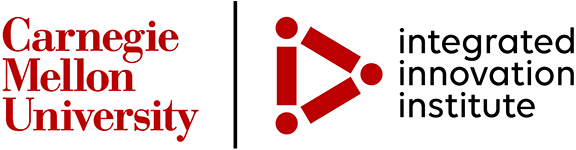 Carnegie
Mellon
University
integrated
innovation
institute